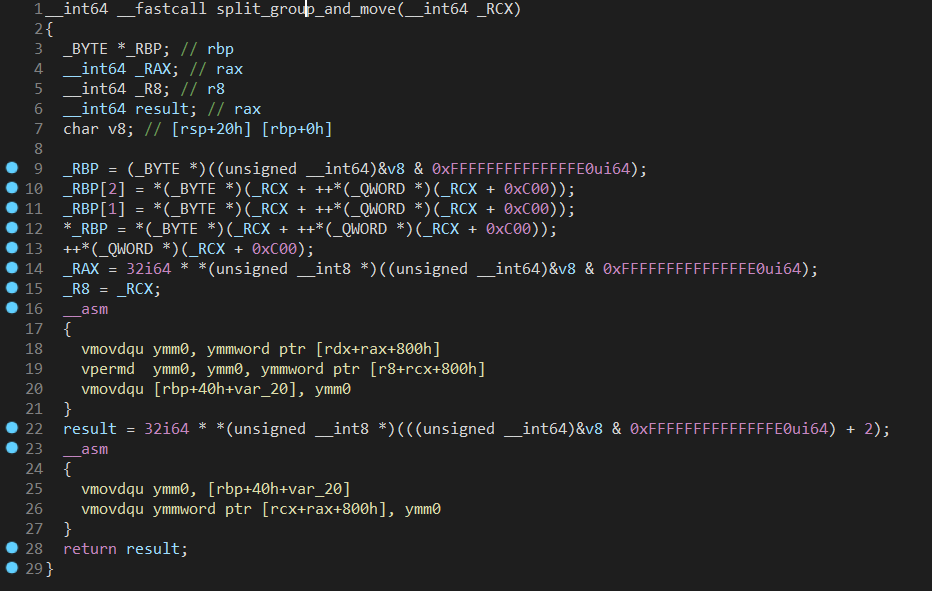 1 __int64 __fastcall split_group_and_move(__int64 _RCX)
2 {
3 _BYTE *_RBP; // rbp
4 __int64 _RAX; // rax
5 __int64 _R8; // r8
6 __int64 result; // rax
7 char v8; // [rsp+20h] [rbp+0h]
8
9 _RBP = (_BYTE *)((unsigned __int64)&v8 & 0xFFFFFFFFFFFFFFE0ui64);
10 _RBP[2] = *(_BYTE *)(_RCX + ++*(_QWORD *)(_RCX + 0xC00));
11 _RBP[1] = *(_BYTE *)(_RCX + ++*(_QWORD *)(_RCX + 0xC00));
12 *_RBP = *(_BYTE *)(_RCX + ++*(_QWORD *)(_RCX + 0xC00));
13 ++*(_QWORD *)(_RCX + 0xC00);
14 _RAX = 32i64 * *(unsigned __int8 *)((unsigned __int64)&v8 & 0xFFFFFFFFFFFFFFE0ui64);
15 _R8 = _RCX;
16 __asm
17 {
18 vmovdqu ymm0, ymmword ptr [rdx+rax+800h]
19 vpermd  ymm0, ymm0, ymmword ptr [r8+rcx+800h]
20 vmovdqu [rbp+40h+var_20], ymm0
21 }
22 result = 32i64 * *(unsigned __int8 *)(((unsigned __int64)&v8 & 0xFFFFFFFFFFFFFFE0ui64) + 2);
23 __asm
24 {
25 vmovdqu ymm0, [rbp+40h+var_20]
26 vmovdqu ymmword ptr [rcx+rax+800h], ymm0
27 }
28 return result;
29 }